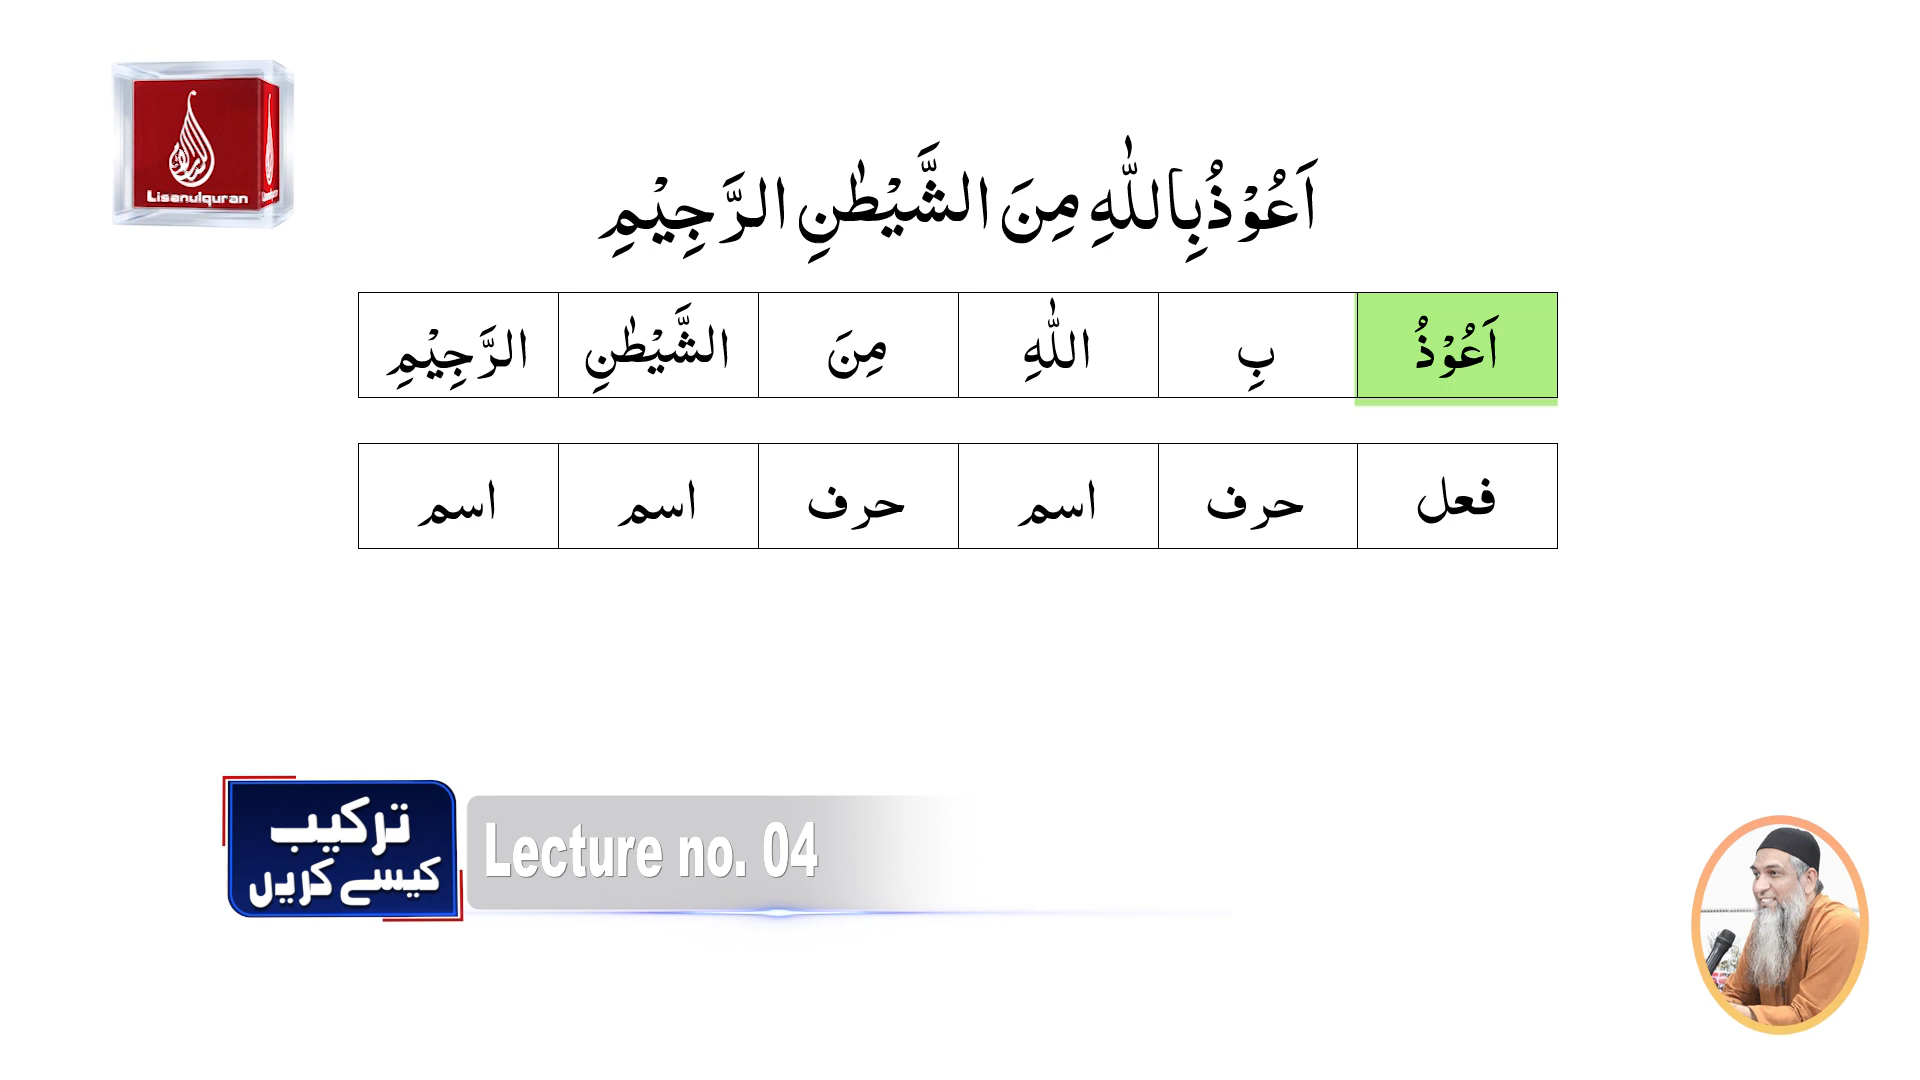 Lisanulquran
اَعُوْذُ بِاللّٰهِ مِنَ الشَّيْطٰنِ الرَّجِيْمِ
اَعُوْذُ بِ اللّٰهِ مِنَ الشَّيْطٰنِ الرَّجِيْمِ
فعل حرف اسم حرف اسم اسم
ترکیب
کیسے کریں
Lecture no. 04